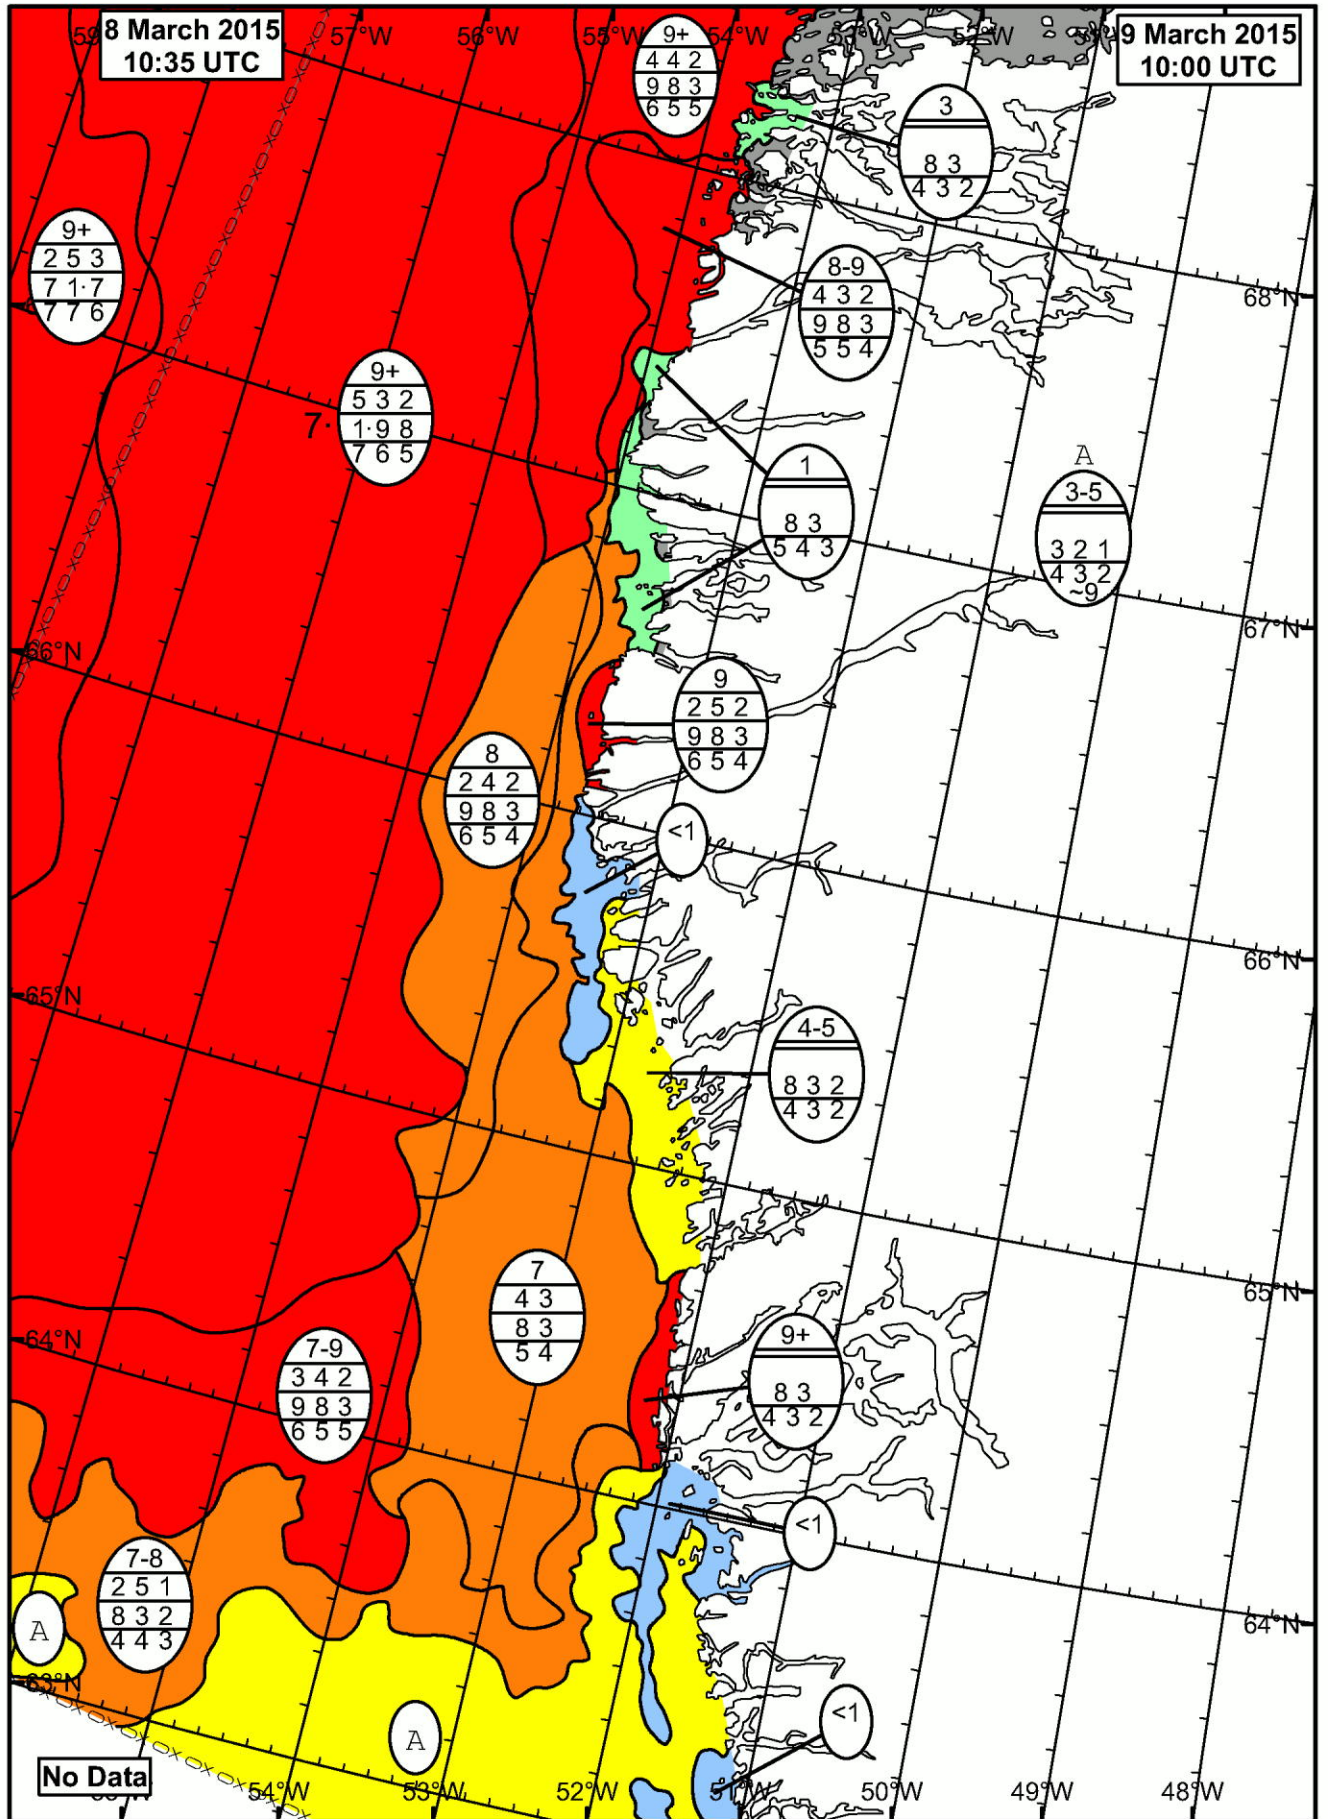 8 March 2015
10:35 UTC
57°W
56°W
55°W
54°W
53°W
52°W
9 March 2015
10:00 UTC
9+
4 4 2
9 8 3
6 5 5
3
8 3
4 3 2
9+
2 5 3
7 1·7
7 7 6
8-9
4 3 2
9 8 3
5 5 4
68°N
9+
5 3 2
7·
1·9 8
7 6 5
1
8 3
5 4 3
A
3-5
3 2 1
4 3 2
~9
67°N
66°N
9
2 5 2
9 8 3
6 5 4
8
2 4 2
9 8 3
6 5 4
<1
66°N
65°N
4-5
8 3 2
4 3 2
7
4 3
8 3
5 4
65°N
64°N
7-9
3 4 2
9 8 3
6 5 5
9+
8 3
4 3 2
<1
7-8
2 5 1
8 3 2
4 4 3
A
64°N
63°N
A
<1
No Data
54°W
53°W
52°W
51°W
50°W
49°W
48°W